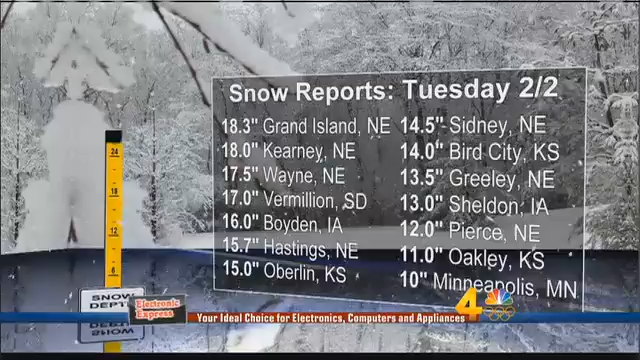 Snow Reports: Tuesday 2/2
18.3" Grand Island, NE
18.0" Kearney, NE
17.5" Wayne, NE
17.0" Vermillion, SD
16.0" Boyden, IA
15.7" Hastings, NE
15.0" Oberlin, KS
14.5" Sidney, NE
14.0" Bird City, KS
13.5" Greeley, NE
13.0" Sheldon, IA
12.0" Pierce, NE
11.0" Oakley, KS
10" Minneapolis, MN
24
18
12
6
SNOW
DEPTH
Electronic
Express
4
Your Ideal Choice for Electronics, Computers and Appliances